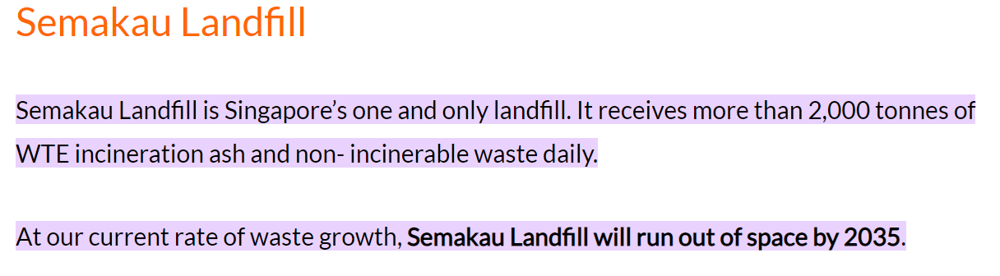 Semakau Landfill
Semakau Landfill is Singapore’s one and only landfill. It receives more than 2,000 tonnes of
WTE incineration ash and non- incinerable waste daily.
At our current rate of waste growth, Semakau Landfill will run out of space by 2035.